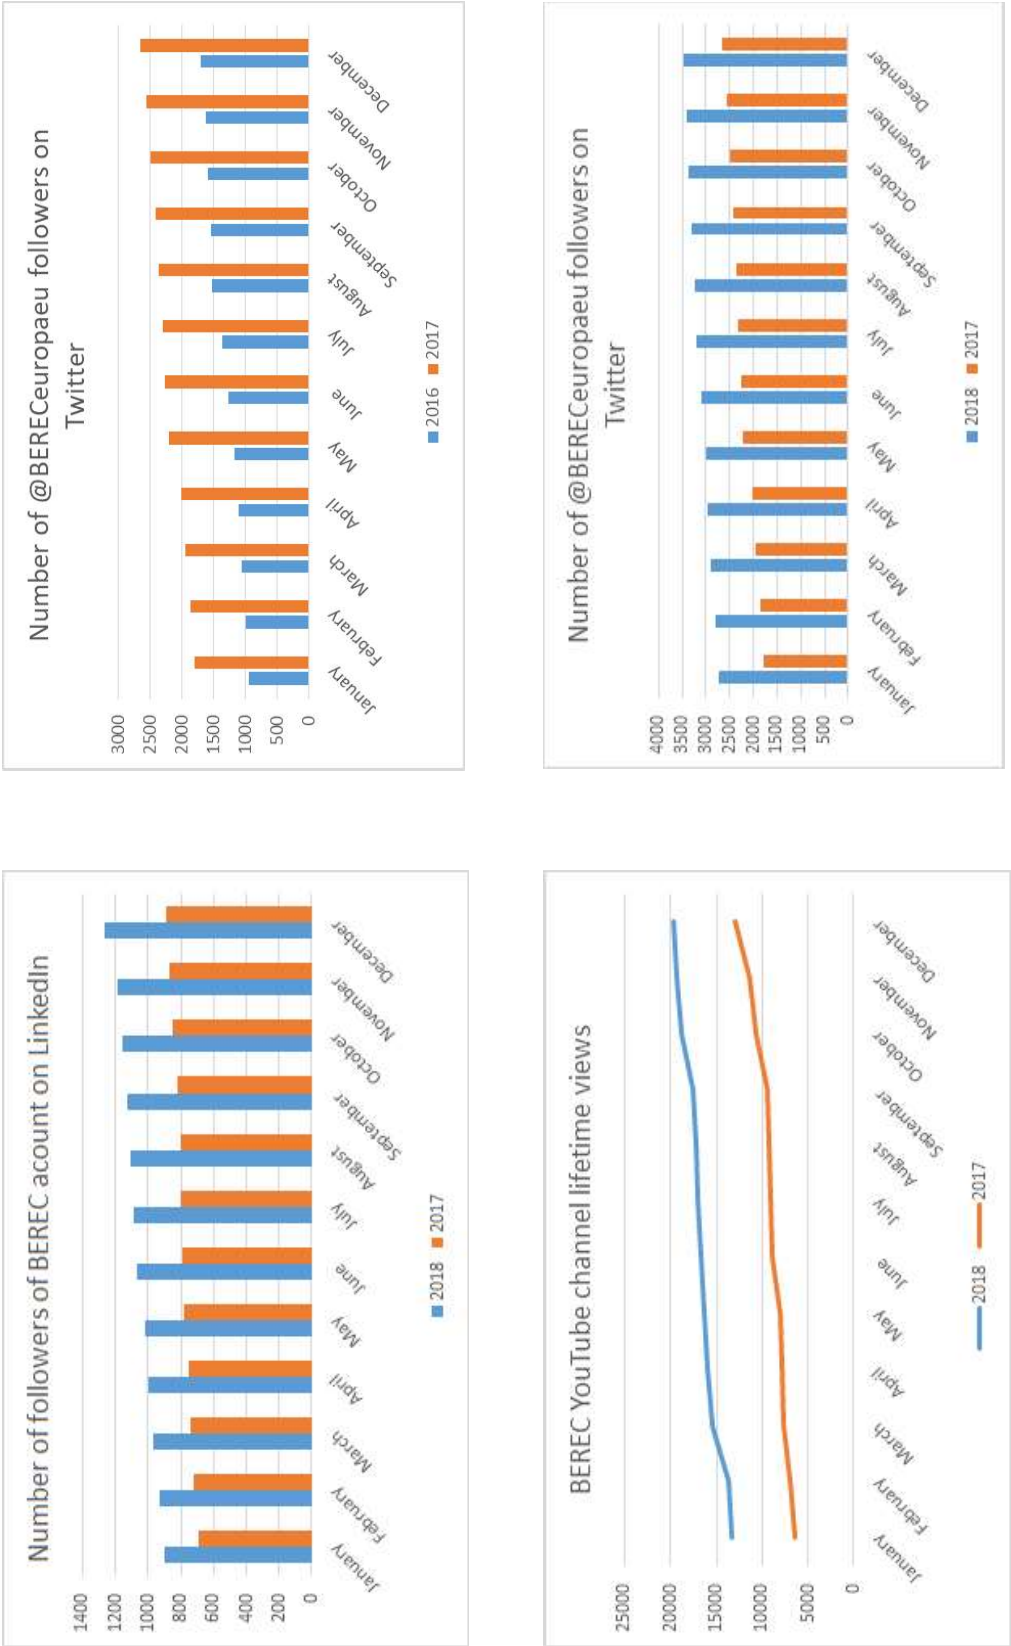 Number of followers of BEREC acount on LinkedIn
1400
1200
1000
800
600
400
200
0
January
February
March
April
May
June
July
August
September
October
November
December
2018 2017
Number of @BERECeuropaeu followers on
Twitter
3000
2500
2000
1500
1000
500
0
January
February
March
April
May
June
July
August
September
October
November
December
2016 2017
BEREC YouTube channel lifetime views
25000
20000
15000
10000
5000
0
January
February
March
April
May
June
July
August
September
October
November
December
2018 2017
Number of @BERECeuropaeu followers on
Twitter
4000
3500
3000
2500
2000
1500
1000
500
0
January
February
March
April
May
June
July
August
September
October
November
December
2018 2017